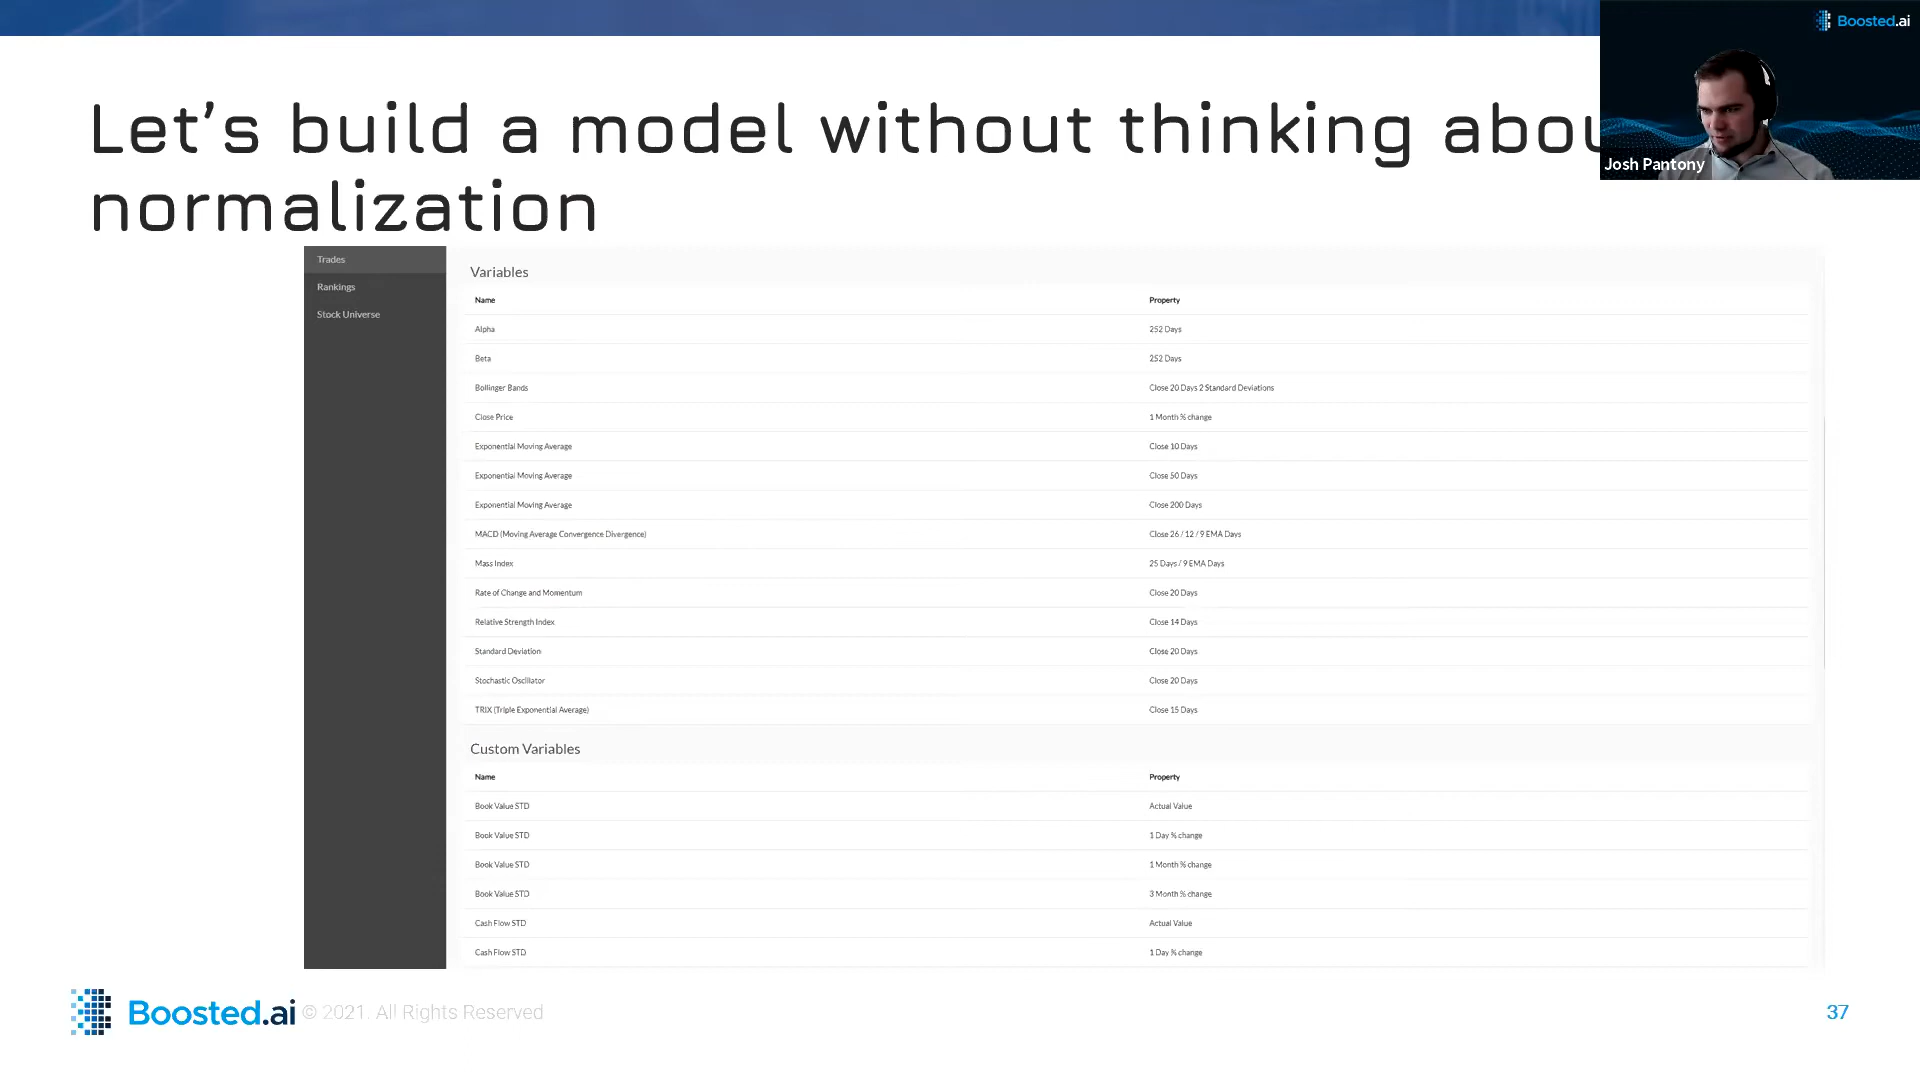 Boosted.ai
Let's build a model without thinking abou
normalization
Josh Pantony
Trades
Rankings
Stock Universe
Variables
Name Property
Alpha 252 Days
Beta 252 Days
Bollinger Bands Close 20 Days 2 Standard Deviations
Close Price 1 Month % change
Exponential Moving Average Close 10 Days
Exponential Moving Average Close 50 Days
Exponential Moving Average Close 200 Days
MACD (Moving Average Convergence Divergence) Close 26 / 12 / 9 EMA Days
Mass Index 25 Days / 9 EMA Days
Rate of Change and Momentum Close 20 Days
Relative Strength Index Close 14 Days
Standard Deviation Close 20 Days
Stochastic Oscillator Close 20 Days
TRIX (Triple Exponential Average) Close 15 Days
Custom Variables
Name Property
Book Value STD Actual Value
Book Value STD 1 Day % change
Book Value STD 1 Month % change
Book Value STD 3 Month % change
Cash Flow STD Actual Value
Cash Flow STD 1 Day % change
Boosted.ai © 2021. All Rights Reserved
37